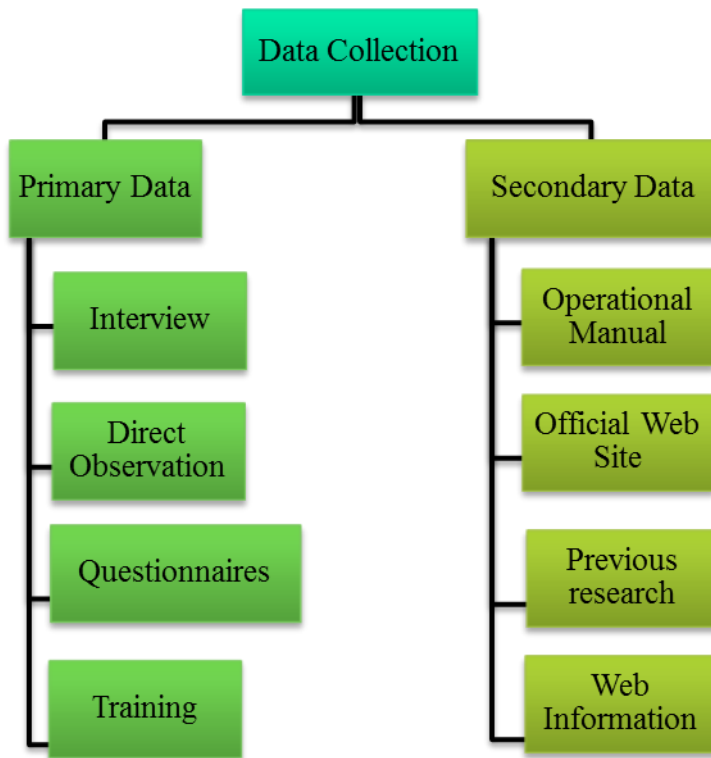 Data Collection
Primary Data
Interview
Direct
Observation
Questionnaires
Training
Secondary Data
Operational
Manual
Official Web
Site
Previous
research
Web
Information